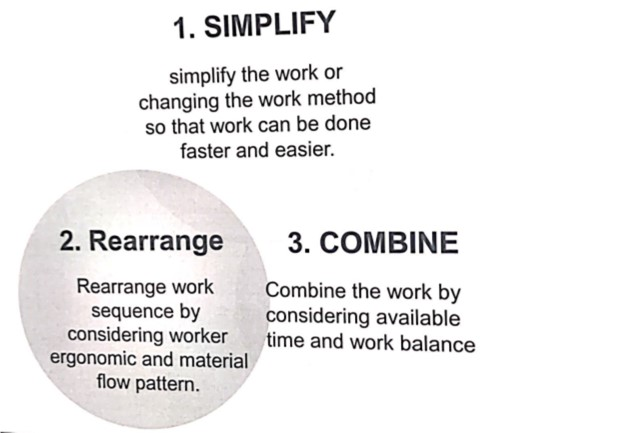 1. SIMPLIFY
simplify the work or
changing the work method
so that work can be done
faster and easier.
2. Rearrange
Rearrange work
sequence by
considering worker
ergonomic and material
flow pattern.
3. COMBINE
Combine the work by
considering available
time and work balance